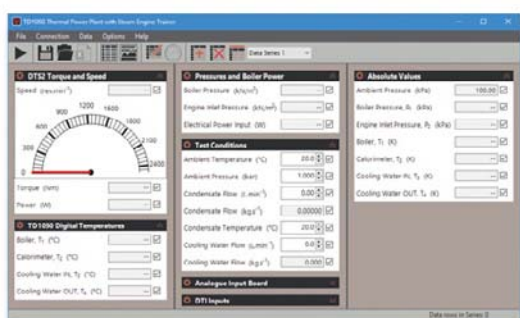 TD1050 Thermal Power Plant with Steam Engine Trainer
File Connection Data Options Help
Data Series 1
DTS2 Torque and Speed
Speed (rev.min⁻¹) --
0 300 600 900 1200 1500 1800 2100 2400
Torque (Nm) --
Power (W) --
TD1050 Digital Temperatures
Boiler, T₁ (°C) --
Calorimeter, T₂ (°C) --
Cooling Water IN, T₃ (°C) --
Cooling Water OUT, T₄ (°C) --
Pressures and Boiler Power
Boiler Pressure (kN/m²) --
Engine Inlet Pressure (kN/m²) --
Electrical Power Input (W) --
Test Conditions
Ambient Temperature (°C) 20.0
Ambient Pressure (bar) 1.000
Condensate Flow (L.min⁻¹) 0.00
Condensate Flow (kg.s⁻¹) 0.00000
Condensate Temperature (°C) 20.0
Cooling Water Flow (L.min⁻¹) 0.0
Cooling Water Flow (kg.s⁻¹) 0.000
Analogue Input Board
DTI Inputs
Absolute Values
Ambient Pressure (kPa) 100.00
Boiler Pressure, P₁ (kPa) --
Engine Inlet Pressure, P₂ (kPa) --
Boiler, T₁ (K) --
Calorimeter, T₂ (K) --
Cooling Water IN, T₃ (K) --
Cooling Water OUT, T₄ (K) --
Data rows in Series: 0